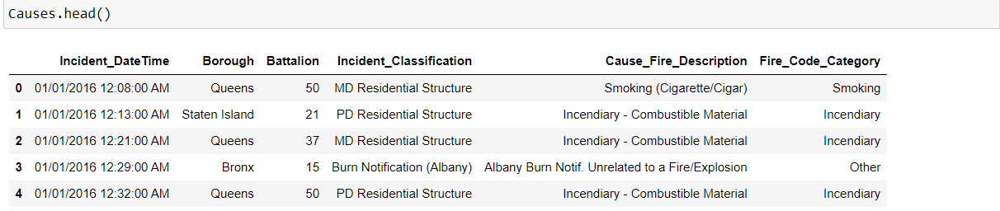 Causes.head()
Incident_DateTime Borough Battalion Incident_Classification Cause_Fire_Description Fire_Code_Category
0 01/01/2016 12:08:00 AM Queens 50 MD Residential Structure Smoking (Cigarette/Cigar) Smoking
1 01/01/2016 12:13:00 AM Staten Island 21 PD Residential Structure Incendiary - Combustible Material Incendiary
2 01/01/2016 12:21:00 AM Queens 37 MD Residential Structure Incendiary - Combustible Material Incendiary
3 01/01/2016 12:29:00 AM Bronx 15 Burn Notification (Albany) Albany Burn Notif. Unrelated to a Fire/Explosion Other
4 01/01/2016 12:32:00 AM Queens 50 PD Residential Structure Incendiary - Combustible Material Incendiary